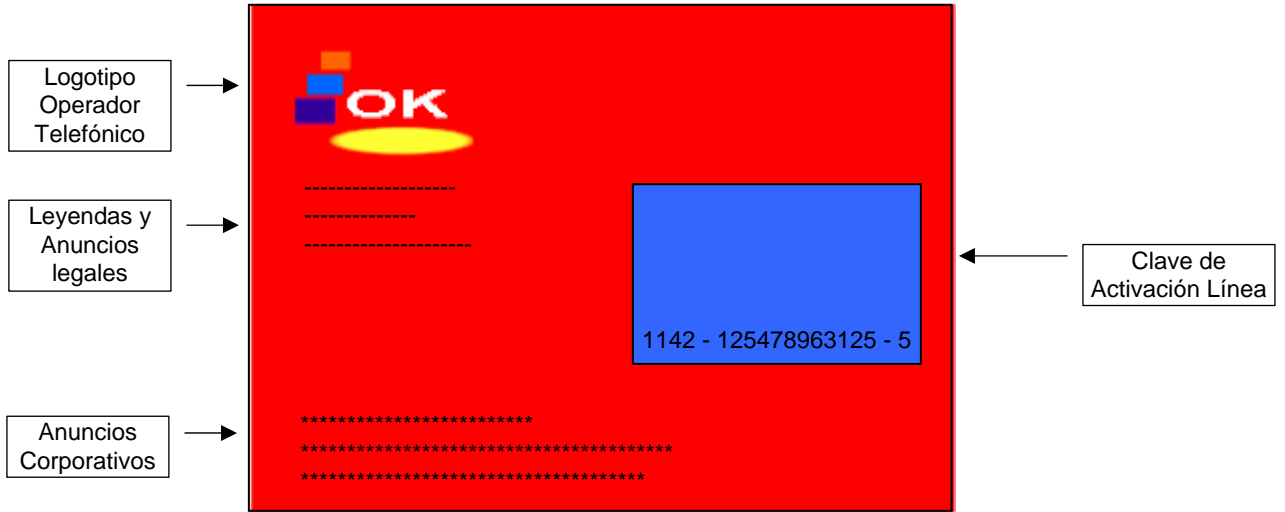 Logotipo
Operador
Telefónico
OK
Leyendas y
Anuncios
legales
------------------
-------------
--------------------
1142 - 125478963125 - 5
Clave de
Activación Línea
Anuncios
Corporativos
*************************
****************************************
*************************************